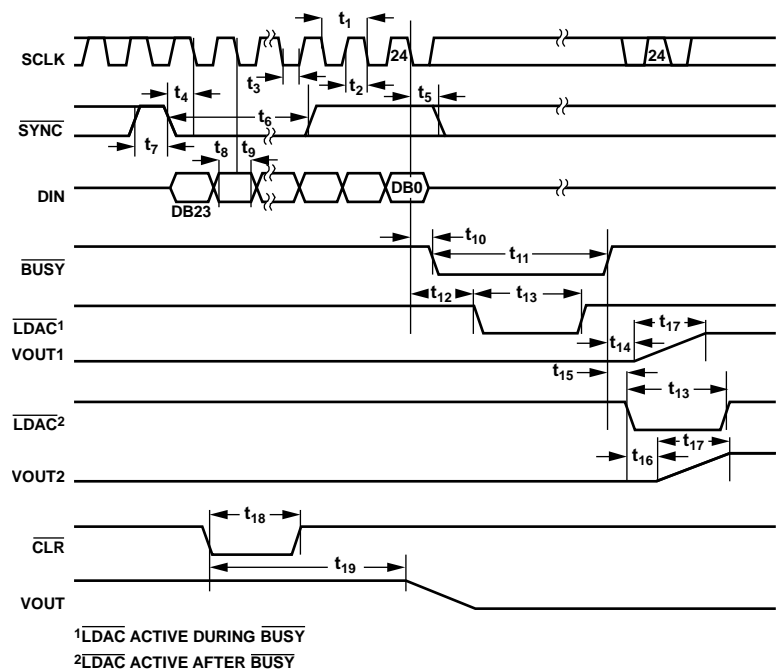 t1
SCLK
24
24
t3
t2
t4
t6
t5
SYNC
t7
t8
t9
DIN
DB0
DB23
t10
t11
BUSY
t12
t13
LDAC1
t17
VOUT1
t14
t15
t13
LDAC2
t17
VOUT2
t16
t18
CLR
t19
VOUT
1LDAC ACTIVE DURING BUSY
2LDAC ACTIVE AFTER BUSY